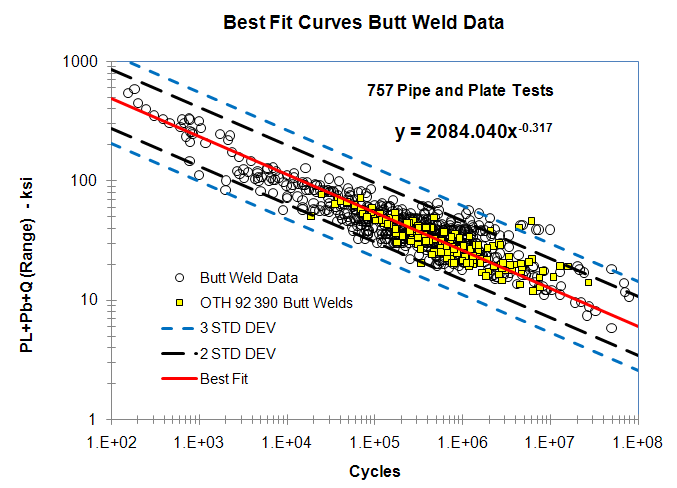 Best Fit Curves Butt Weld Data
757 Pipe and Plate Tests
y = 2084.040x^-0.317
PL+Pb+Q (Range) - ksi
1000
100
10
1
Butt Weld Data
OTH 92 390 Butt Welds
3 STD DEV
2 STD DEV
Best Fit
1.E+02 1.E+03 1.E+04 1.E+05 1.E+06 1.E+07 1.E+08
Cycles